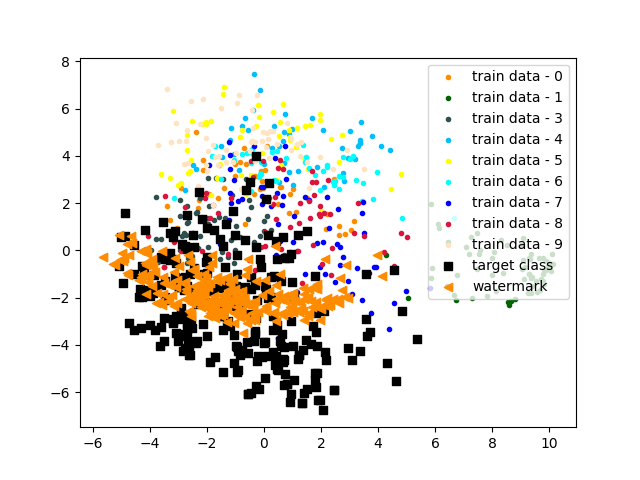 8
6
4
2
0
−2
−4
−6
−6
−4
−2
0
2
4
6
8
10
train data - 0
train data - 1
train data - 3
train data - 4
train data - 5
train data - 6
train data - 7
train data - 8
train data - 9
target class
watermark